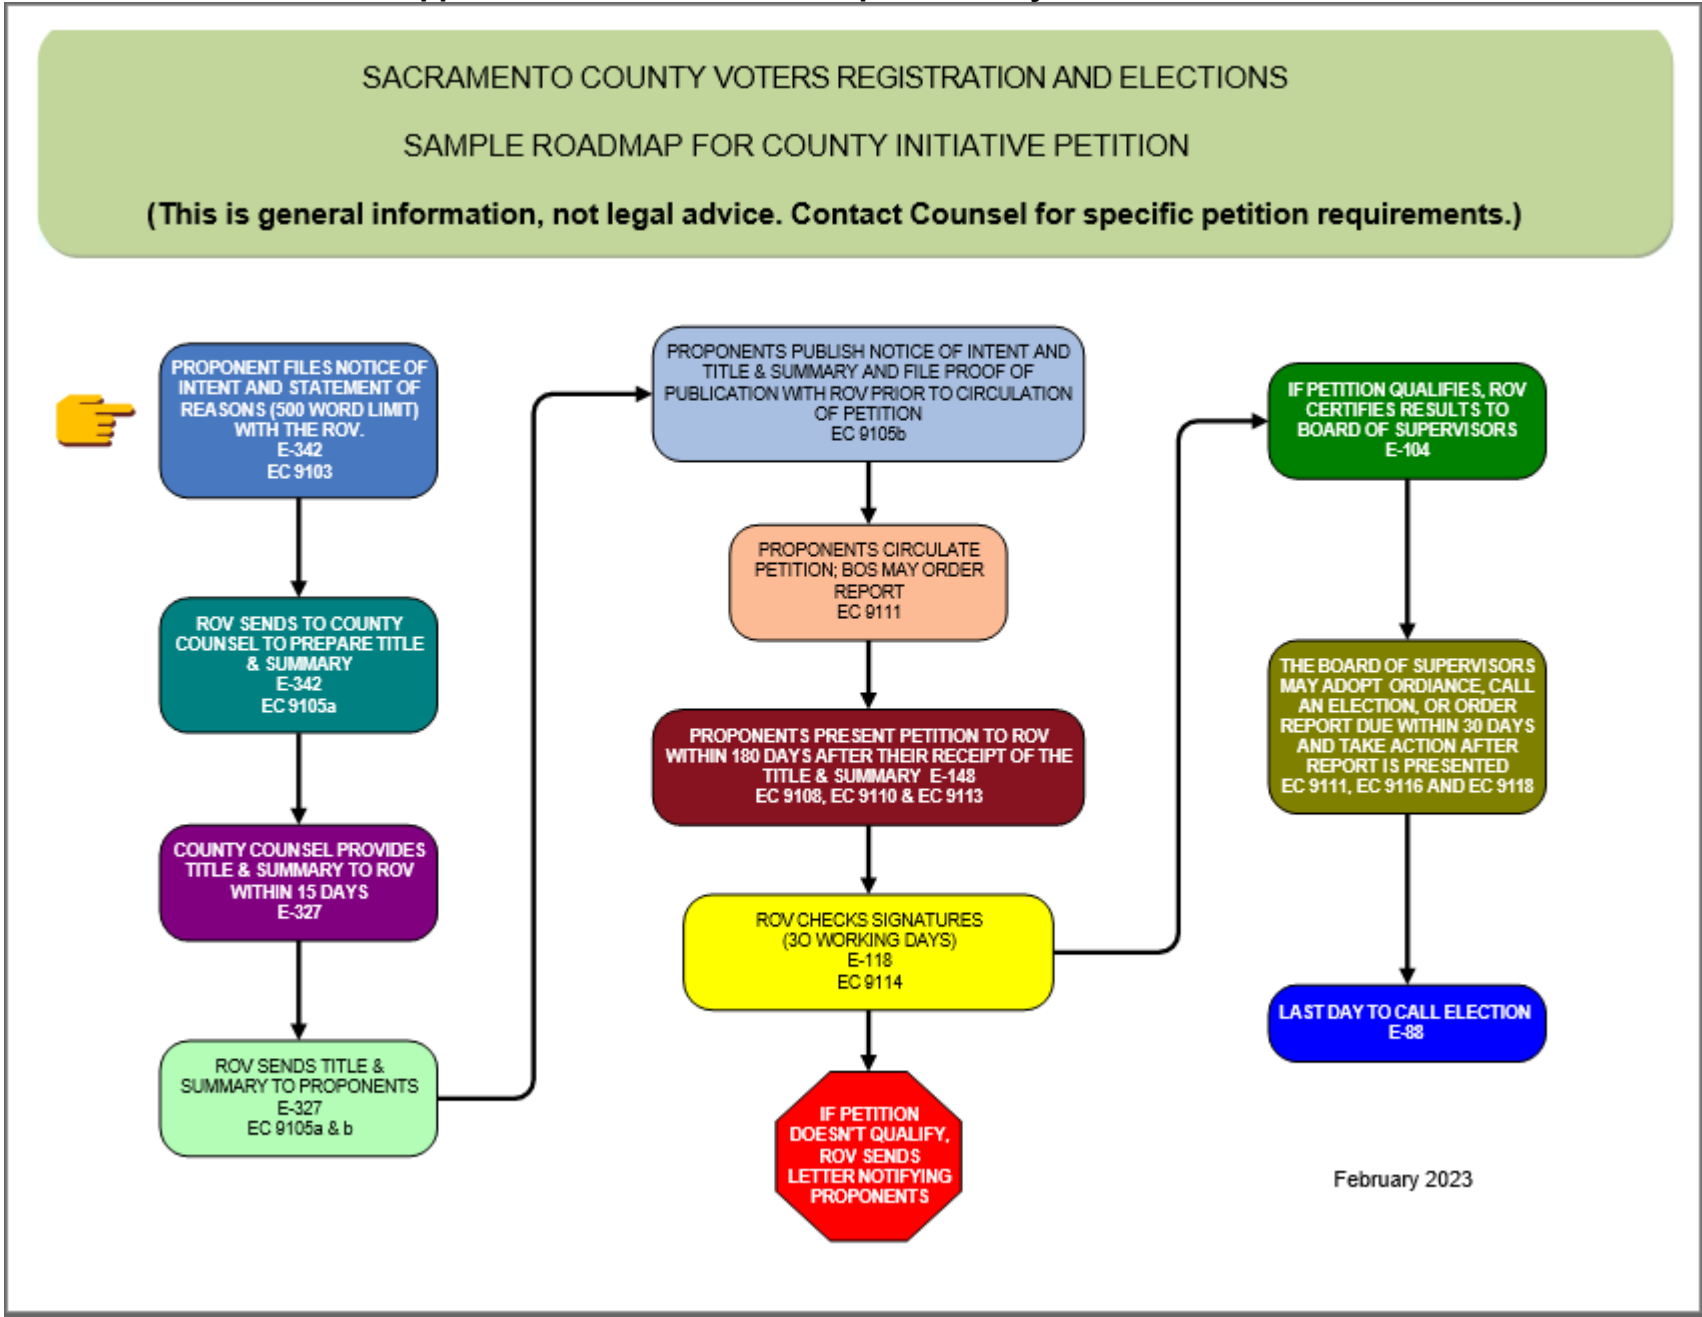 SACRAMENTO COUNTY VOTERS REGISTRATION AND ELECTIONS
SAMPLE ROADMAP FOR COUNTY INITIATIVE PETITION
(This is general information, not legal advice. Contact Counsel for specific petition requirements.)
PROPONENT FILES NOTICE OF
INTENT AND STATEMENT OF
REASONS (500 WORD LIMIT)
WITH THE ROV.
E-342
EC 9103
ROV SENDS TO COUNTY
COUNSEL TO PREPARE TITLE
& SUMMARY
E-342
EC 9105a
COUNTY COUNSEL PROVIDES
TITLE & SUMMARY TO ROV
WITHIN 15 DAYS
E-327
ROV SENDS TITLE &
SUMMARY TO PROPONENTS
E-327
EC 9105a & b
PROPONENTS PUBLISH NOTICE OF INTENT AND
TITLE & SUMMARY AND FILE PROOF OF
PUBLICATION WITH ROV PRIOR TO CIRCULATION
OF PETITION
EC 9105b
PROPONENTS CIRCULATE
PETITION; BOS MAY ORDER
REPORT
EC 9111
PROPONENTS PRESENT PETITION TO ROV
WITHIN 180 DAYS AFTER THEIR RECEIPT OF THE
TITLE & SUMMARY E-148
EC 9108, EC 9110 & EC 9113
ROV CHECKS SIGNATURES
(3O WORKING DAYS)
E-118
EC 9114
IF PETITION
DOESN'T QUALIFY,
ROV SENDS
LETTER NOTIFYING
PROPONENTS
IF PETITION QUALIFIES, ROV
CERTIFIES RESULTS TO
BOARD OF SUPERVISORS
E-104
THE BOARD OF SUPERVISORS
MAY ADOPT ORDIANCE, CALL
AN ELECTION, OR ORDER
REPORT DUE WITHIN 30 DAYS
AND TAKE ACTION AFTER
REPORT IS PRESENTED
EC 9111, EC 9116 AND EC 9118
LAST DAY TO CALL ELECTION
E-88
February 2023